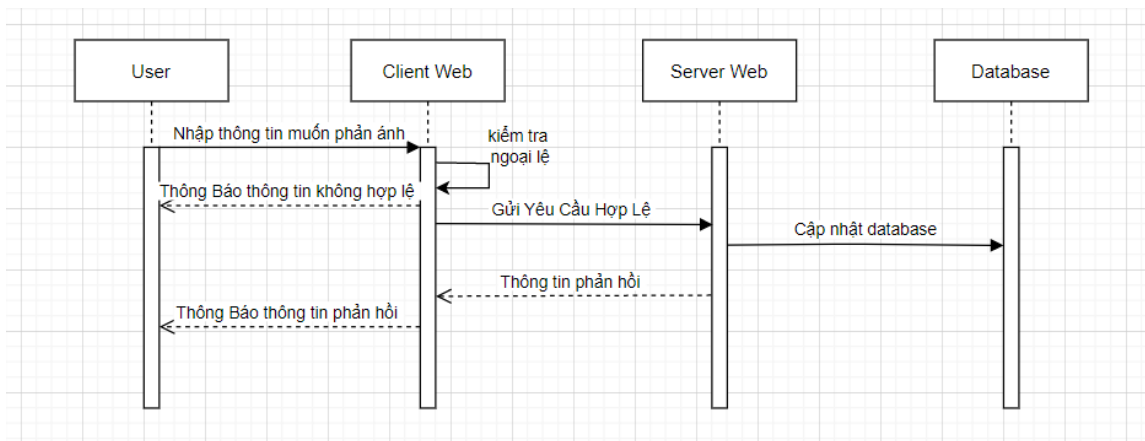 User
Client Web
Server Web
Database
Nhập thông tin muốn phản ánh
kiểm tra
ngoại lệ
Thông Báo thông tin không hợp lệ
Gửi Yêu Cầu Hợp Lệ
Cập nhật database
Thông tin phản hồi
Thông Báo thông tin phản hồi